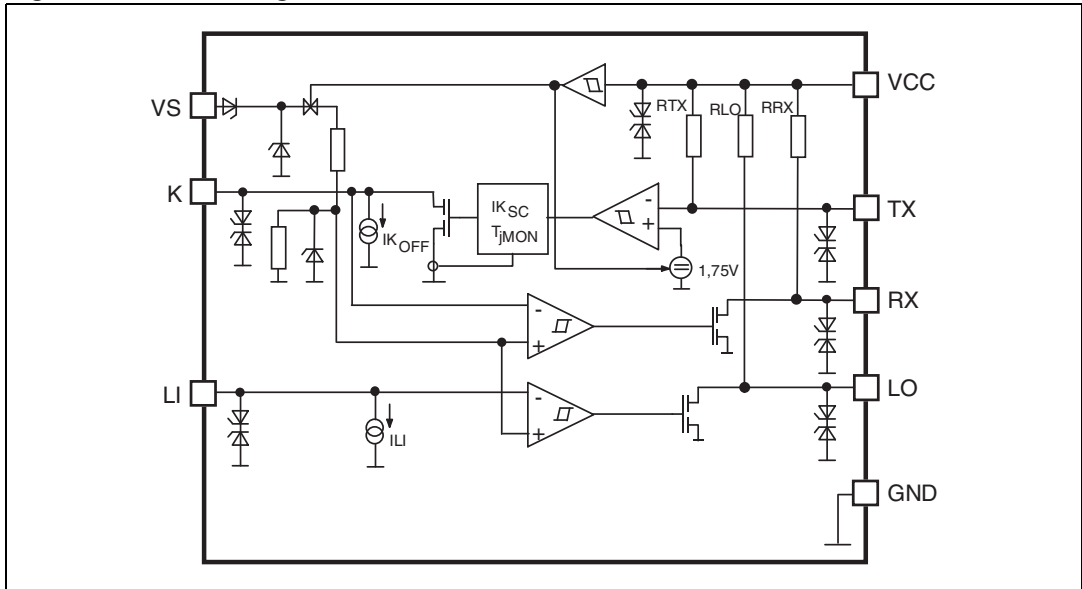 VCC
VS
RTX
RLO
RRX
K
-
TX
IKSC
TjMON
+
IKOFF
1,75V
-
RX
+
LI
-
LO
+
ILI
GND